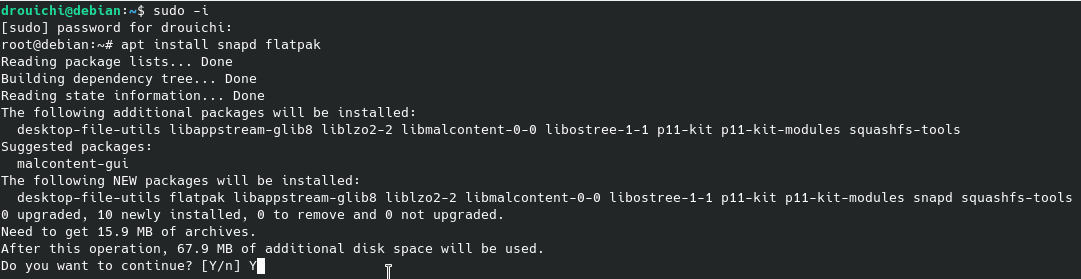 drouichi@debian:~$ sudo -i
[sudo] password for drouichi:
root@debian:~# apt install snapd flatpak
Reading package lists... Done
Building dependency tree... Done
Reading state information... Done
The following additional packages will be installed:
  desktop-file-utils libappstream-glib8 liblzo2-2 libmalcontent-0-0 libostree-1-1 p11-kit p11-kit-modules squashfs-tools
Suggested packages:
  malcontent-gui
The following NEW packages will be installed:
  desktop-file-utils flatpak libappstream-glib8 liblzo2-2 libmalcontent-0-0 libostree-1-1 p11-kit p11-kit-modules snapd squashfs-tools
0 upgraded, 10 newly installed, 0 to remove and 0 not upgraded.
Need to get 15.9 MB of archives.
After this operation, 67.9 MB of additional disk space will be used.
Do you want to continue? [Y/n] Y